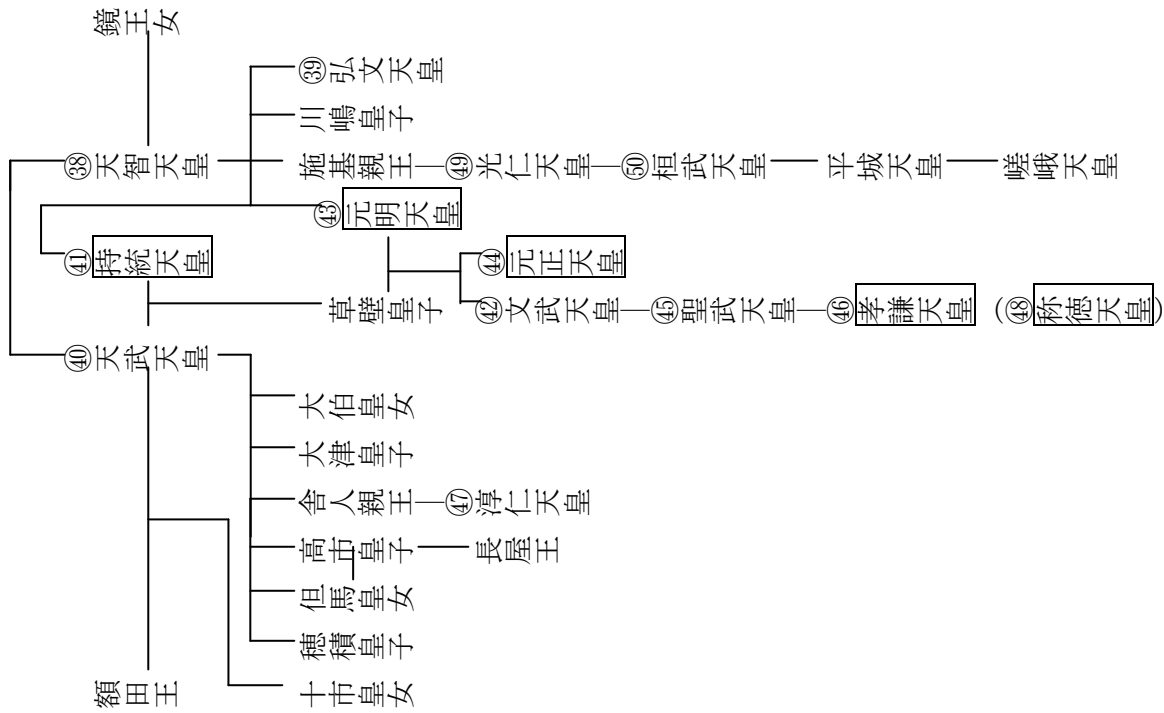 鏡王女
㊴弘文天皇
川嶋皇子
㊳天智天皇
施基親王
㊾光仁天皇
㊿桓武天皇
平城天皇
嵯峨天皇
㊸元明天皇
㊶持統天皇
㊹元正天皇
草壁皇子
㊷文武天皇
㊺聖武天皇
㊻孝謙天皇
(㊽称徳天皇)
㊵天武天皇
大伯皇女
大津皇子
舎人親王
㊼淳仁天皇
高市皇子
長屋王
但馬皇女
穂積皇子
額田王
十市皇女